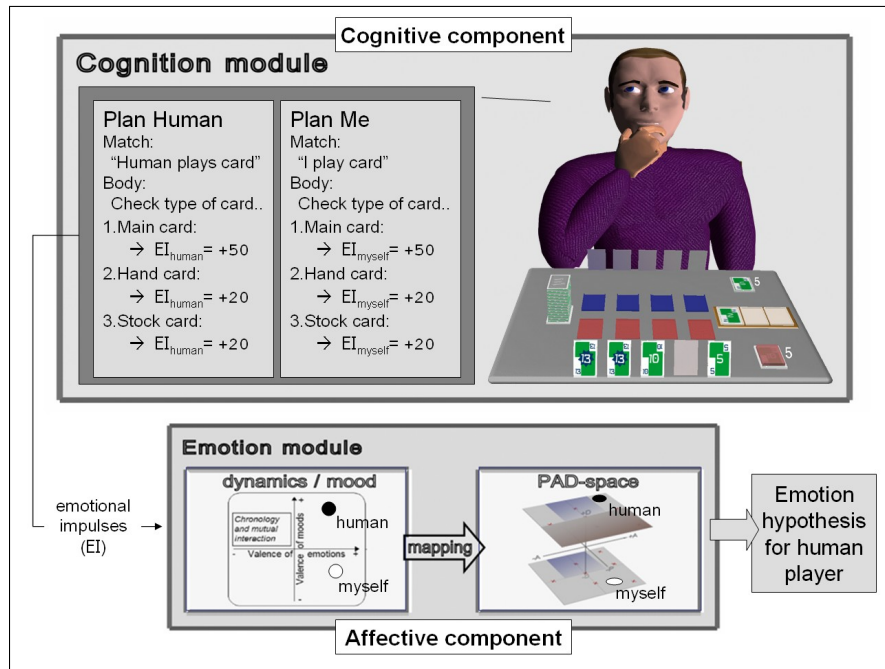 Cognitive component
Cognition module
Plan Human
Match:
“Human plays card”
Body:
Check type of card..
1.Main card:
→ EIhuman= +50
2.Hand card:
→ EIhuman= +20
3.Stock card:
→ EIhuman= +20
Plan Me
Match:
“I play card”
Body:
Check type of card..
1.Main card:
→ EImyself= +50
2.Hand card:
→ EImyself= +20
3.Stock card:
→ EImyself= +20
5
13
13
10
5
5
emotional
impulses
(EI)
Emotion module
dynamics / mood
Chronology
and mutual
interaction
- Valence of emotions +
- Valence of moods +
human
myself
mapping
PAD-space
human
myself
Emotion
hypothesis
for human
player
Affective component